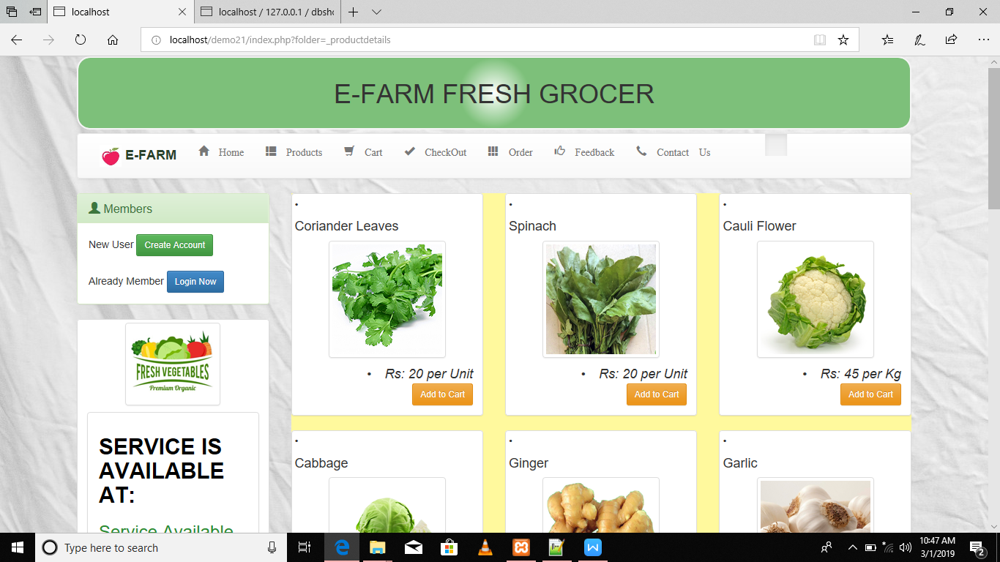 localhost
localhost / 127.0.0.1 / dbsho
localhost/demo21/index.php?folder=_productdetails
E-FARM FRESH GROCER
E-FARM Home Products Cart CheckOut Order Feedback Contact Us
Members
New User Create Account
Already Member Login Now
FRESH VEGETABLES
Premium Organic
SERVICE IS
AVAILABLE
AT:
Service Available
•
Coriander Leaves
• Rs: 20 per Unit
Add to Cart
•
Spinach
• Rs: 20 per Unit
Add to Cart
•
Cauli Flower
• Rs: 45 per Kg
Add to Cart
•
Cabbage
•
Ginger
•
Garlic
Type here to search
10:47 AM
3/1/2019
2